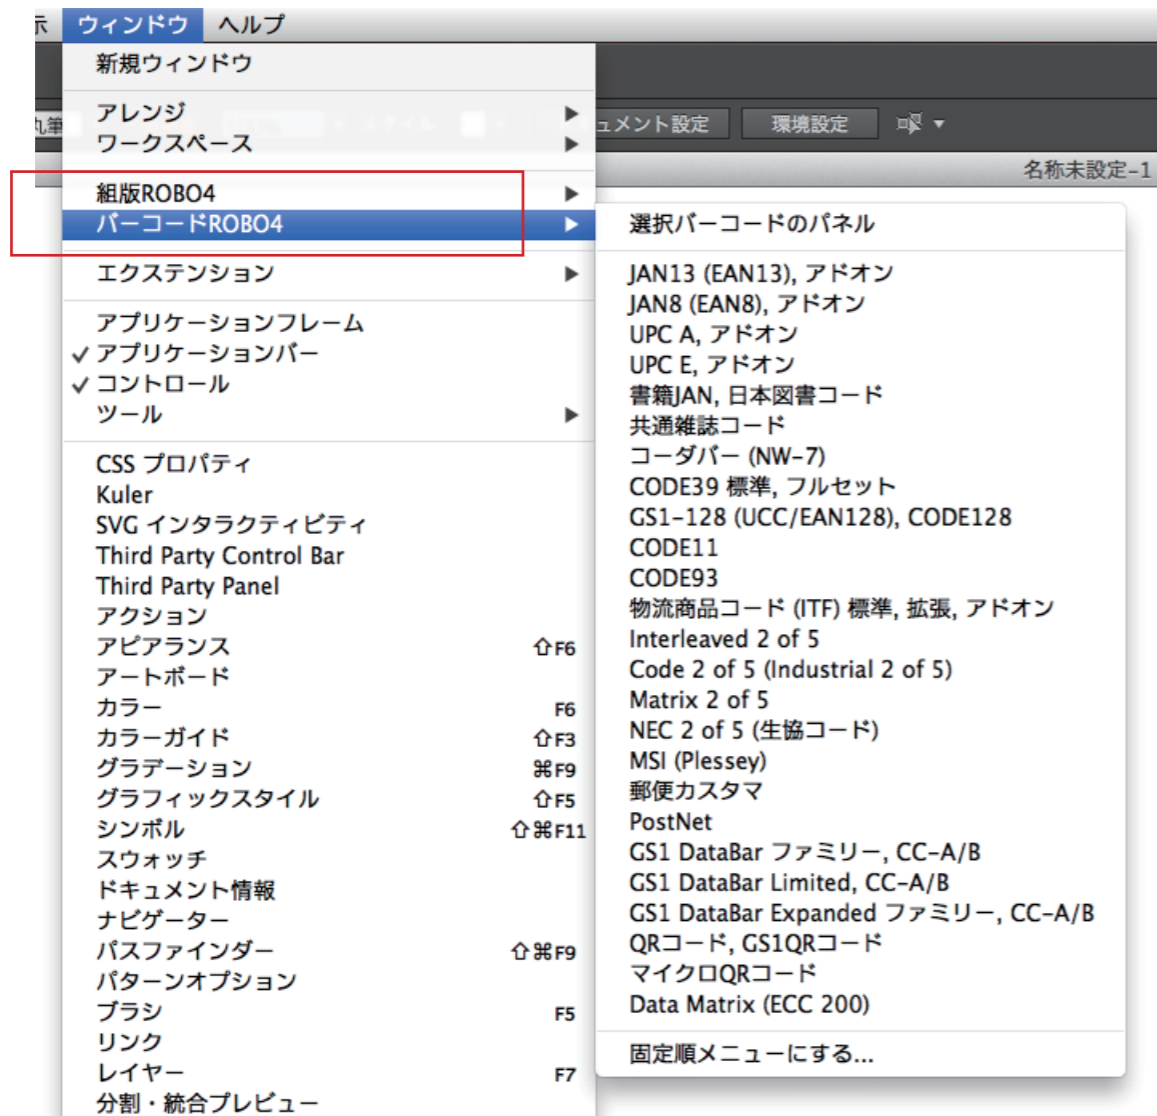 ウィンドウ ヘルプ
新規ウィンドウ
アレンジ
ワークスペース
ュメント設定 環境設定
名称未設定-1
組版ROBO4
バーコードROBO4
エクステンション
アプリケーションフレーム
✓ アプリケーションバー
✓ コントロール
ツール
CSS プロパティ
Kuler
SVG インタラクティビティ
Third Party Control Bar
Third Party Panel
アクション
アピアランス ⇧F6
アートボード
カラー F6
カラーガイド ⇧F3
グラデーション ⌘F9
グラフィックスタイル ⇧F5
シンボル ⇧⌘F11
スウォッチ
ドキュメント情報
ナビゲーター
パスファインダー ⇧⌘F9
パターンオプション
ブラシ F5
リンク
レイヤー F7
分割・統合プレビュー
選択バーコードのパネル
JAN13 (EAN13), アドオン
JAN8 (EAN8), アドオン
UPC A, アドオン
UPC E, アドオン
書籍JAN, 日本図書コード
共通雑誌コード
コーダバー (NW-7)
CODE39 標準, フルセット
GS1-128 (UCC/EAN128), CODE128
CODE11
CODE93
物流商品コード (ITF) 標準, 拡張, アドオン
Interleaved 2 of 5
Code 2 of 5 (Industrial 2 of 5)
Matrix 2 of 5
NEC 2 of 5 (生協コード)
MSI (Plessey)
郵便カスタマ
PostNet
GS1 DataBar ファミリー, CC-A/B
GS1 DataBar Limited, CC-A/B
GS1 DataBar Expanded ファミリー, CC-A/B
QRコード, GS1QRコード
マイクロQRコード
Data Matrix (ECC 200)
固定順メニューにする...